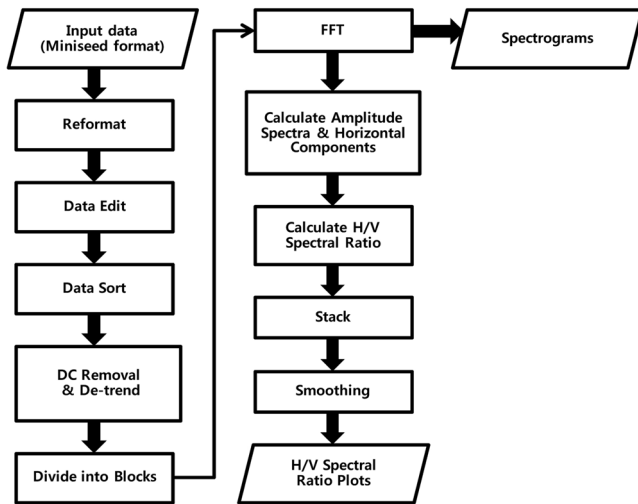 Input data
(Miniseed format)
Reformat
Data Edit
Data Sort
DC Removal
& De-trend
Divide into Blocks
FFT
Spectrograms
Calculate Amplitude
Spectra & Horizontal
Components
Calculate H/V
Spectral Ratio
Stack
Smoothing
H/V Spectral
Ratio Plots